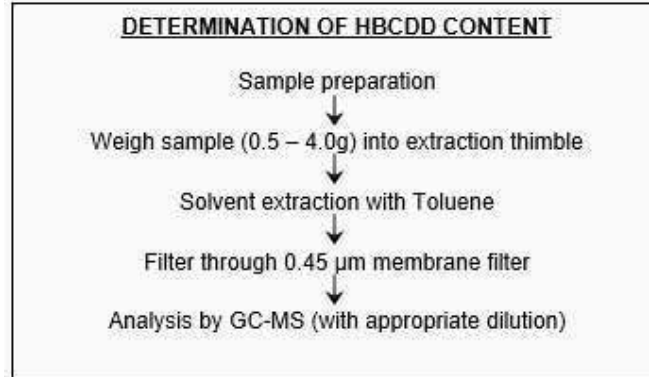 DETERMINATION OF HBCDD CONTENT
Sample preparation
Weigh sample (0.5 – 4.0g) into extraction thimble
Solvent extraction with Toluene
Filter through 0.45 µm membrane filter
Analysis by GC-MS (with appropriate dilution)